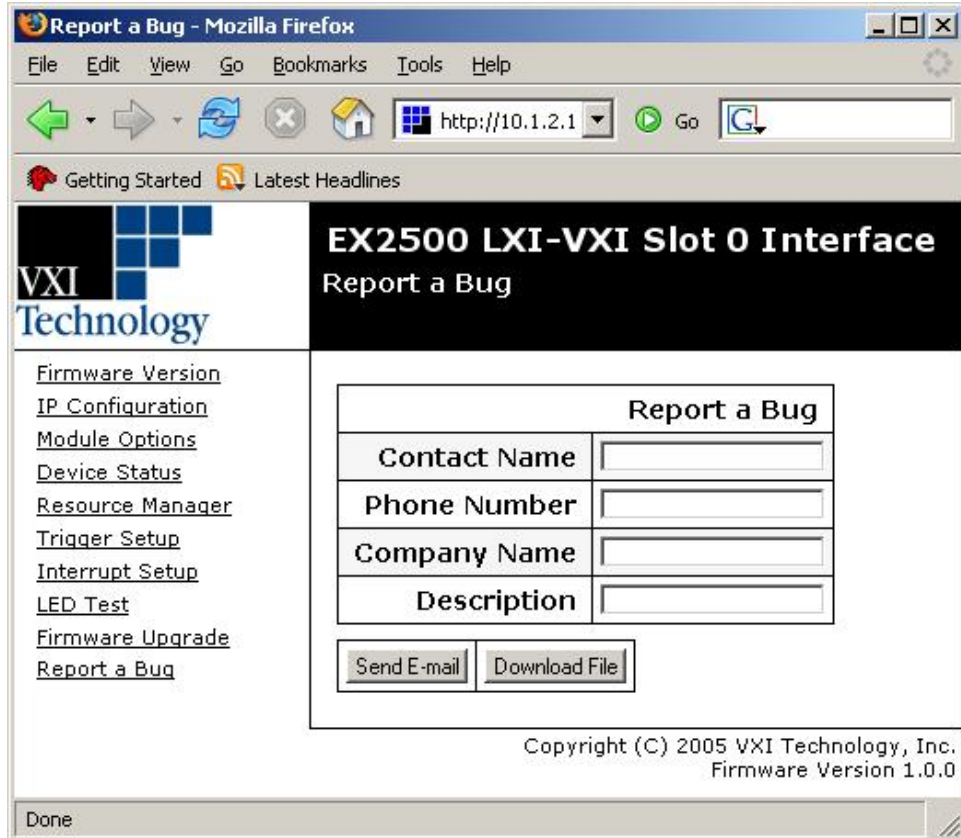 Report a Bug - Mozilla Firefox
File Edit View Go Bookmarks Tools Help
http://10.1.2.1 Go G
Getting Started Latest Headlines
VXI
Technology
EX2500 LXI-VXI Slot 0 Interface
Report a Bug
Firmware Version
IP Configuration
Module Options
Device Status
Resource Manager
Trigger Setup
Interrupt Setup
LED Test
Firmware Upgrade
Report a Bug
Report a Bug
Contact Name
Phone Number
Company Name
Description
Send E-mail Download File
Copyright (C) 2005 VXI Technology, Inc.
Firmware Version 1.0.0
Done